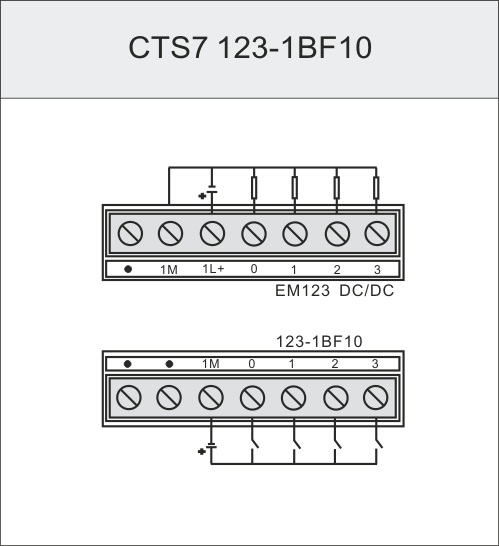 CTS7 123-1BF10
● 1M 1L+ 0 1 2 3
EM123 DC/DC
123-1BF10
● ● 1M 0 1 2 3